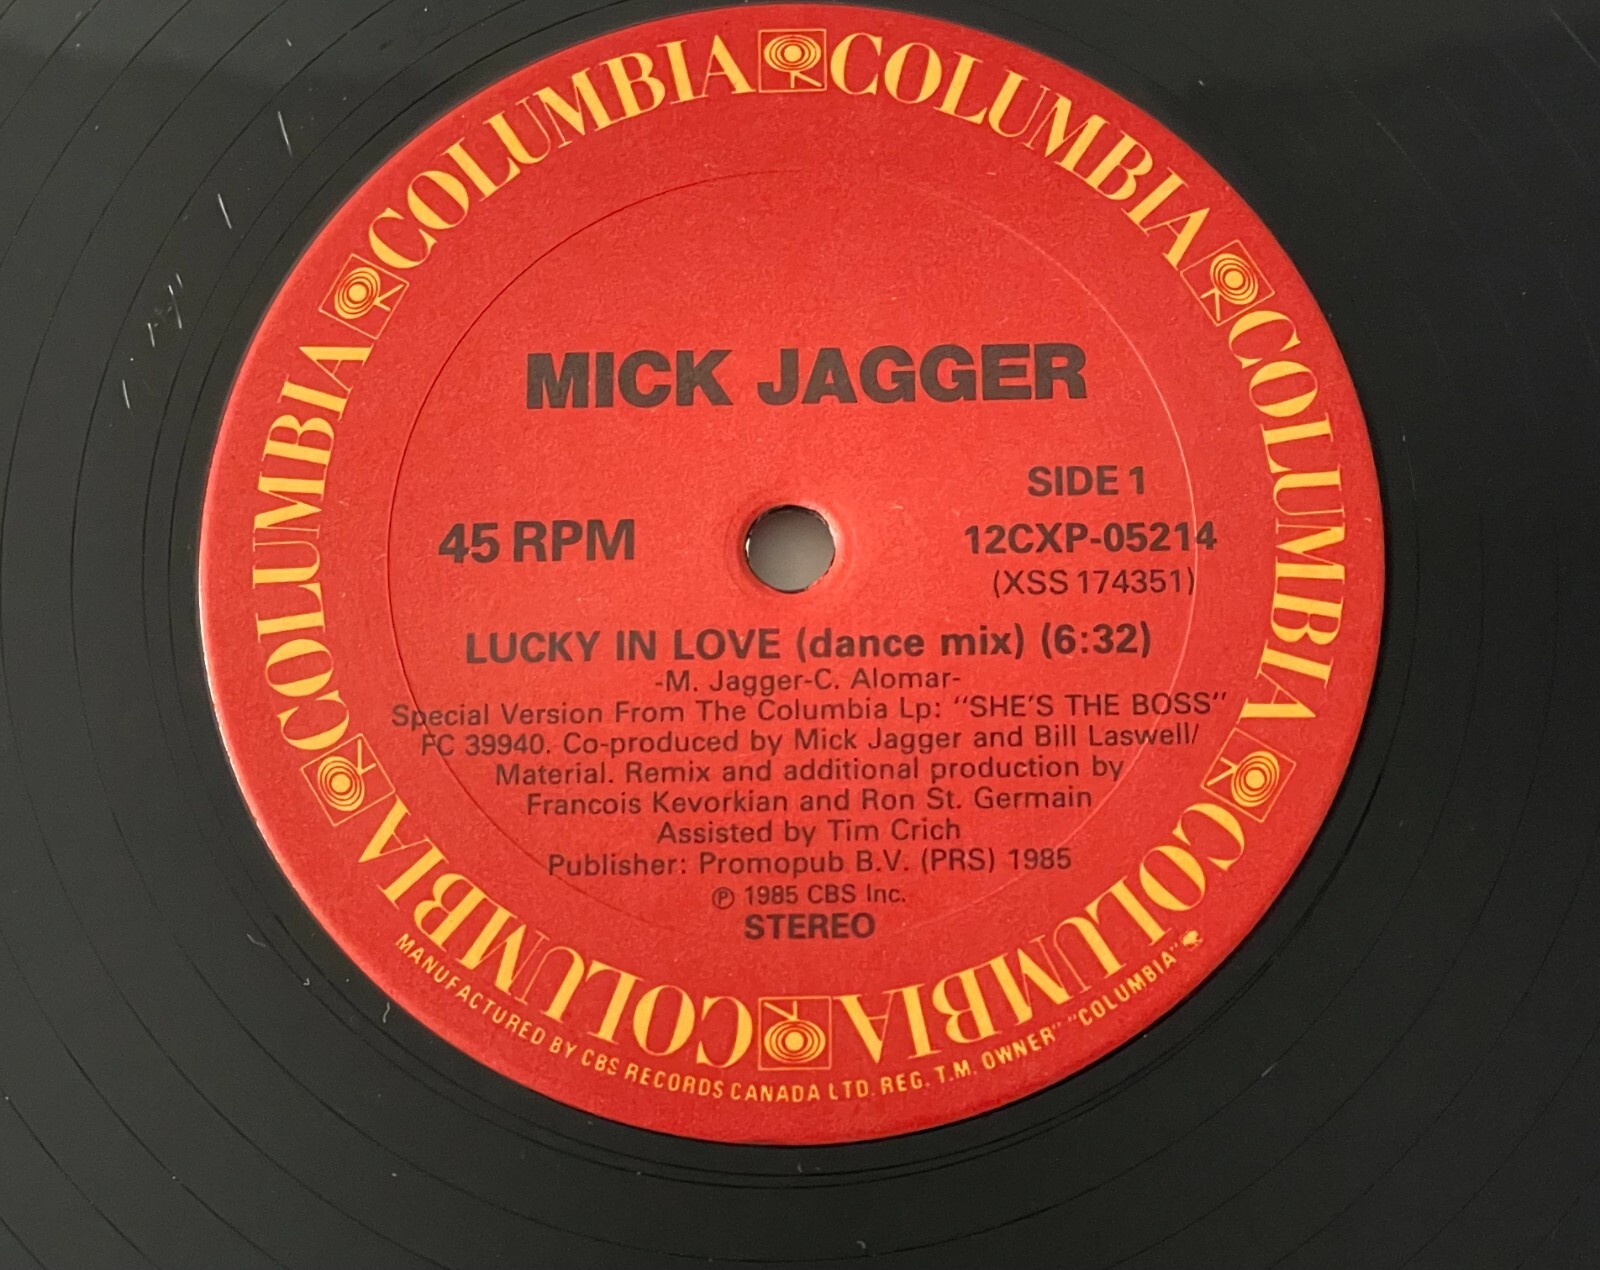 COLUMBIA COLUMBIA COLUMBIA COLUMBIA COLUMBIA COLUMBIA
MICK JAGGER
SIDE 1
45 RPM 12CXP-05214
(XSS 174351)
LUCKY IN LOVE (dance mix) (6:32)
-M. Jagger-C. Alomar-
Special Version From The Columbia Lp: "SHE'S THE BOSS"
FC 39940. Co-produced by Mick Jagger and Bill Laswell/
Material. Remix and additional production by
Francois Kevorkian and Ron St. Germain
Assisted by Tim Crich
Publisher: Promopub B.V. (PRS) 1985
℗ 1985 CBS Inc.
STEREO
MANUFACTURED BY CBS RECORDS CANADA LTD. REG. T.M. OWNER" "COLUMBIA"